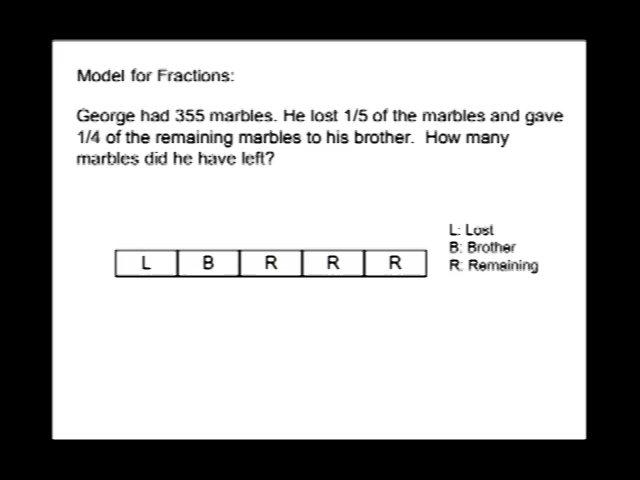 Model for Fractions:
George had 355 marbles. He lost 1/5 of the marbles and gave
1/4 of the remaining marbles to his brother. How many
marbles did he have left?
L: Lost
B: Brother
R: Remaining
L B R R R